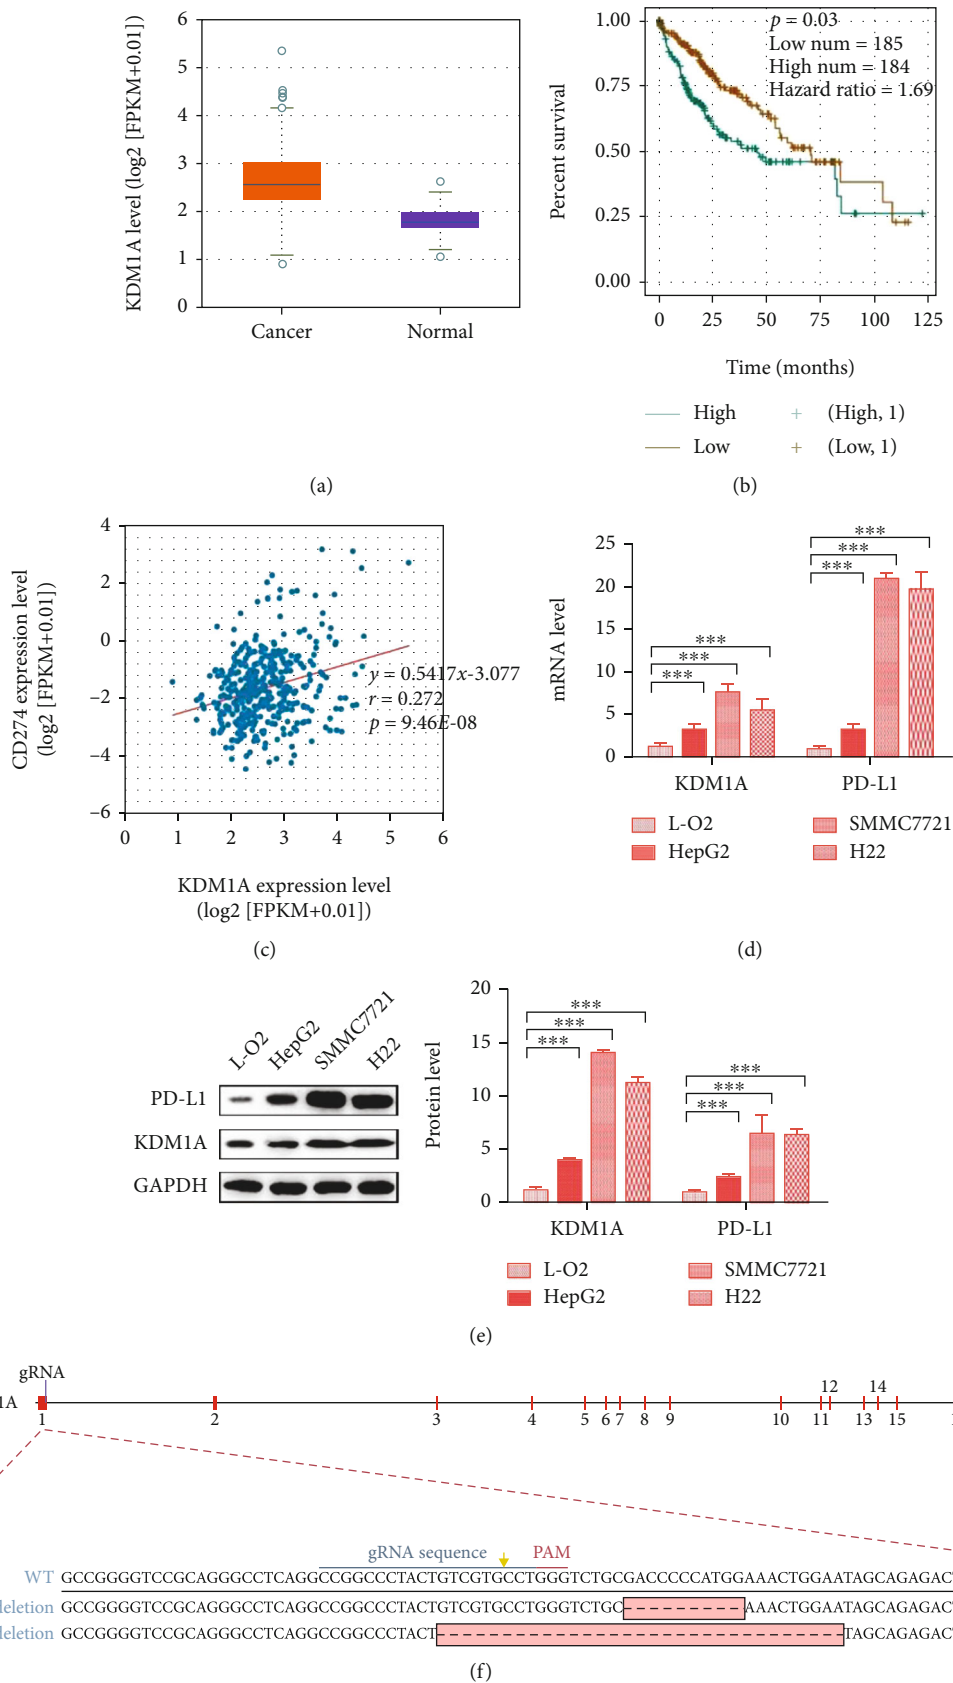 6
5
4
3
2
1
0
KDM1A level (log2 [FPKM+0.01])
Cancer
Normal
(a)
1.00
0.75
0.50
0.25
0.00
Percent survival
p = 0.03
Low num = 185
High num = 184
Hazard ratio = 1.69
0 25 50 75 100 125
Time (months)
High + (High, 1)
Low + (Low, 1)
(b)
4
2
0
−2
−4
−6
CD274 expression level
(log2 [FPKM+0.01])
y = 0.5417x-3.077
r = 0.272
p = 9.46E-08
0 1 2 3 4 5 6
KDM1A expression level
(log2 [FPKM+0.01])
(c)
25
20
15
10
5
0
mRNA level
***
***
***
***
***
***
KDM1A PD-L1
L-O2 SMMC7721
HepG2 H22
(d)
L-O2 HepG2 SMMC7721 H22
PD-L1
KDM1A
GAPDH
20
15
10
5
0
Protein level
***
***
***
***
***
***
KDM1A PD-L1
L-O2 SMMC7721
HepG2 H22
(e)
gRNA
1A
12 14
1 2 3 4 5 6 7 8 9 10 11 13 15
gRNA sequence PAM
WT GCCGGGGTCCGCAGGGCCTCAGGCCGGCCCTACTGTCGTGCCTGGGTCTGCGACCCCCATGGAAACTGGAATAGCAGAGACT
deletion GCCGGGGTCCGCAGGGCCTCAGGCCGGCCCTACTGTCGTGCCTGGGTCTGC------------AAACTGGAATAGCAGAGACT
deletion GCCGGGGTCCGCAGGGCCTCAGGCCGGCCCTACT----------------------------------------TAGCAGAGACT
(f)